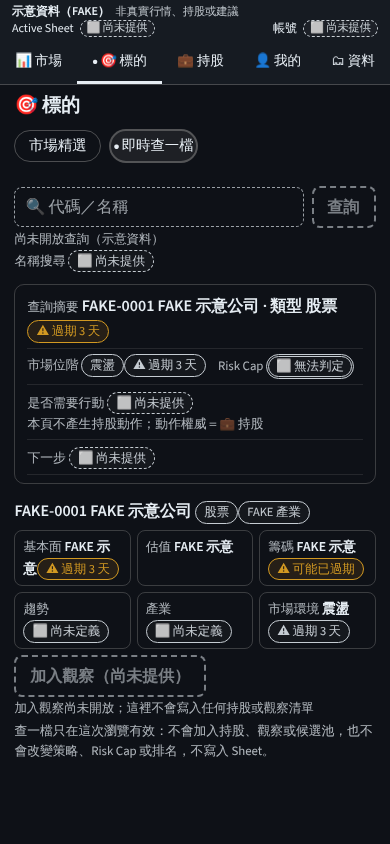 示意資料（FAKE） 非真實行情、持股或建議
Active Sheet ⬜ 尚未提供 帳號 ⬜ 尚未提供
📊 市場 • 🎯 標的 💼 持股 👤 我的 🗂 資料
🎯 標的
市場精選 • 即時查一檔
🔍 代碼／名稱 查詢
尚未開放查詢（示意資料）
名稱搜尋 ⬜ 尚未提供
查詢摘要 FAKE-0001 FAKE 示意公司 · 類型 股票
⚠ 過期 3 天
市場位階 震盪 ⚠ 過期 3 天 Risk Cap ⬜ 無法判定
是否需要行動 ⬜ 尚未提供
本頁不產生持股動作；動作權威＝💼 持股
下一步 ⬜ 尚未提供
FAKE-0001 FAKE 示意公司 股票 FAKE 產業
基本面 FAKE 示意 ⚠ 過期 3 天
估值 FAKE 示意
籌碼 FAKE 示意
⚠ 可能已過期
趨勢
⬜ 尚未定義
產業
⬜ 尚未定義
市場環境 震盪
⚠ 過期 3 天
加入觀察（尚未提供）
加入觀察尚未開放；這裡不會寫入任何持股或觀察清單
查一檔只在這次瀏覽有效：不會加入持股、觀察或候選池，也不
會改變策略、Risk Cap 或排名，不寫入 Sheet。